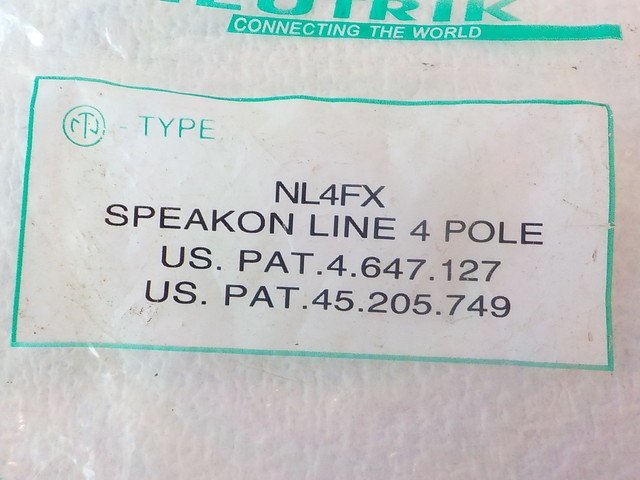 NEUTRIK
CONNECTING THE WORLD
- TYPE
NL4FX
SPEAKON LINE 4 POLE
US. PAT.4.647.127
US. PAT.45.205.749